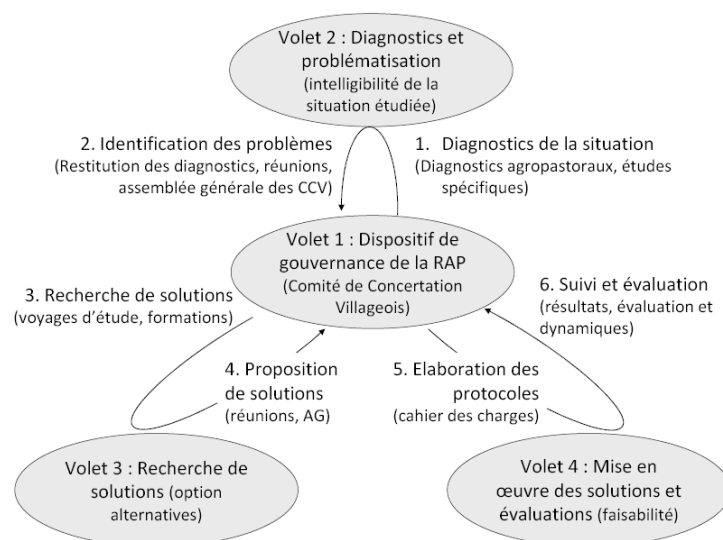 Volet 2 : Diagnostics et
problématisation
(intelligibilité de la
situation étudiée)
2. Identification des problèmes
(Restitution des diagnostics, réunions,
assemblée générale des CCV)
1. Diagnostics de la situation
(Diagnostics agropastoraux, études
spécifiques)
Volet 1 : Dispositif de
gouvernance de la RAP
(Comité de Concertation
Villageois)
3. Recherche de solutions
(voyages d'étude, formations)
6. Suivi et évaluation
(résultats, évaluation et
dynamiques)
4. Proposition
de solutions
(réunions, AG)
5. Elaboration des
protocoles
(cahier des charges)
Volet 3 : Recherche de
solutions (option
alternatives)
Volet 4 : Mise en
œuvre des solutions et
évaluations (faisabilité)